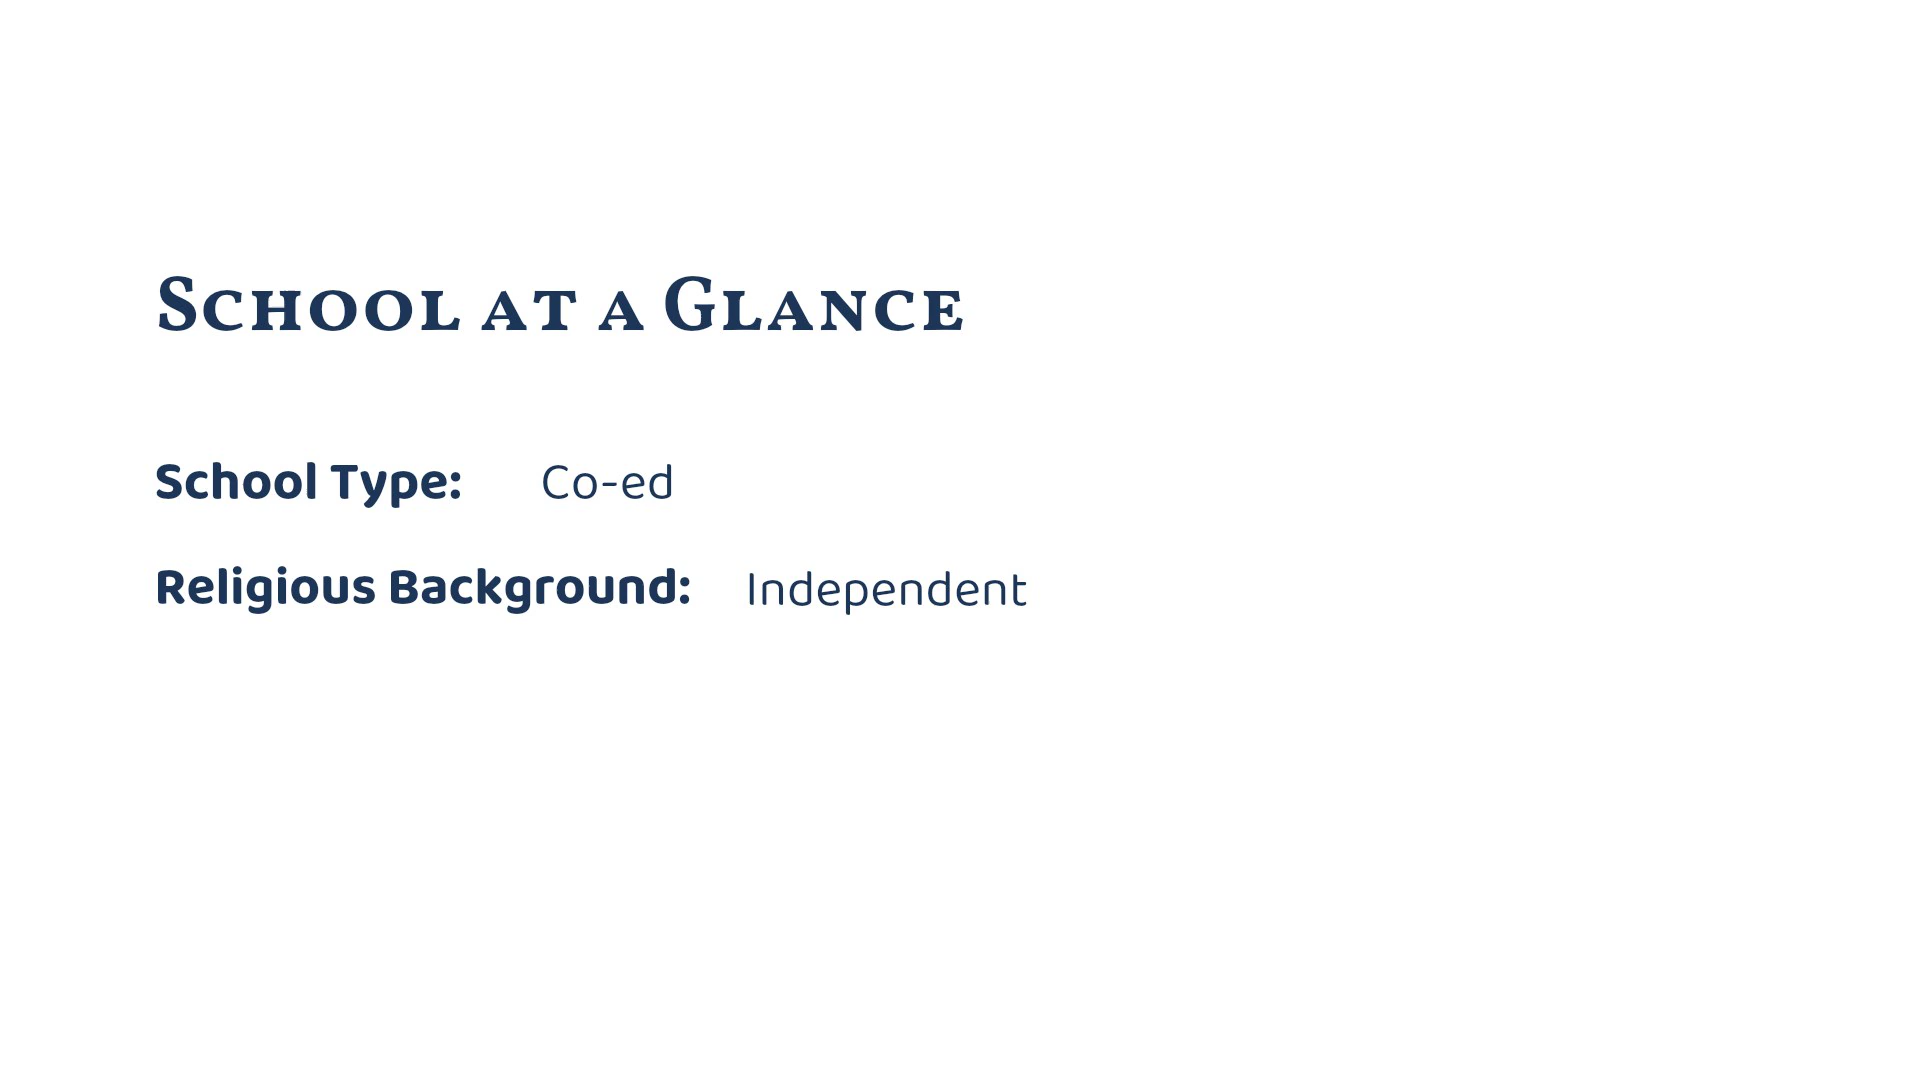 School at a Glance
School Type: Co-ed
Religious Background: Independent